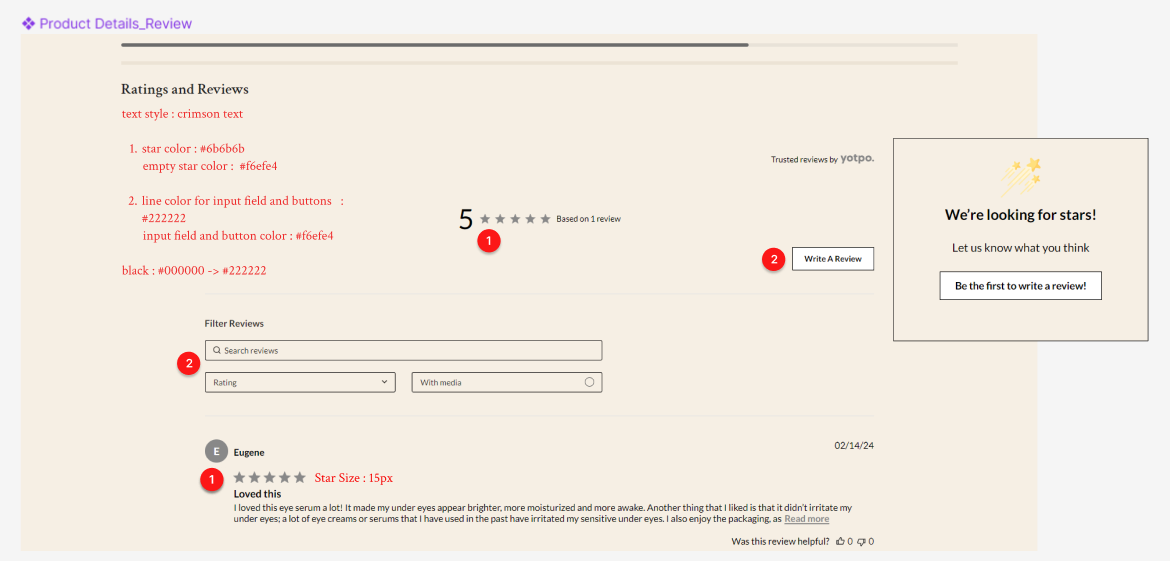 Product Details_Review
Ratings and Reviews
text style : crimson text
1. star color : #6b6b6b
empty star color : #f6efe4
2. line color for input field and buttons :
#222222
input field and button color : #f6efe4
black : #000000 -> #222222
Trusted reviews by yotpo.
5 Based on 1 review
1
2 Write A Review
We're looking for stars!
Let us know what you think
Be the first to write a review!
Filter Reviews
Search reviews
2
Rating With media
E Eugene 02/14/24
1 Star Size : 15px
Loved this
I loved this eye serum a lot! It made my under eyes appear brighter, more moisturized and more awake. Another thing that I liked is that it didn't irritate my
under eyes; a lot of eye creams or serums that I have used in the past have irritated my sensitive under eyes. I also enjoy the packaging, as Read more
Was this review helpful? 0 0